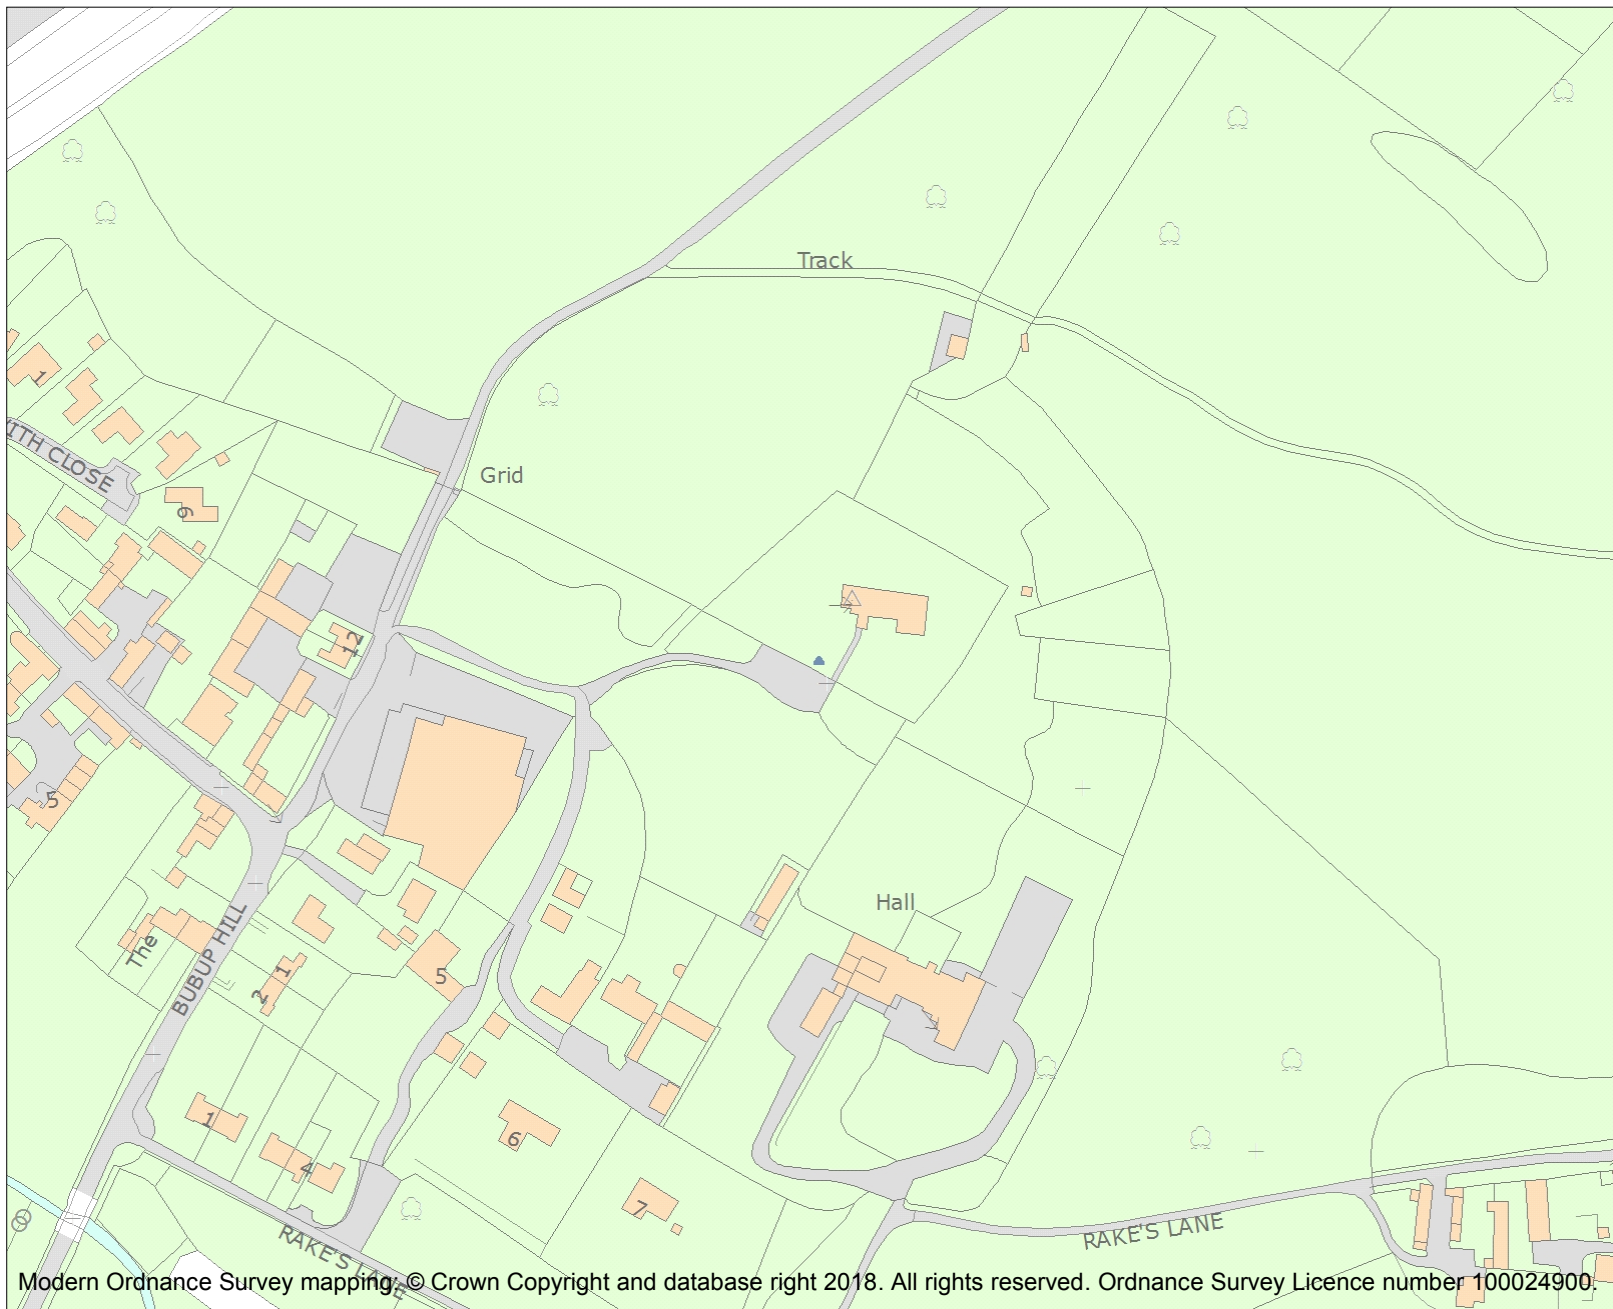 Track
1
ITH CLOSE
Grid
9
12
5
Hall
The
BUBUP HILL
1
2
5
1
4
6
7
RAKE'S LANE
RAKE'S LANE
Modern Ordnance Survey mapping: © Crown Copyright and database right 2018. All rights reserved. Ordnance Survey Licence number 100024900.